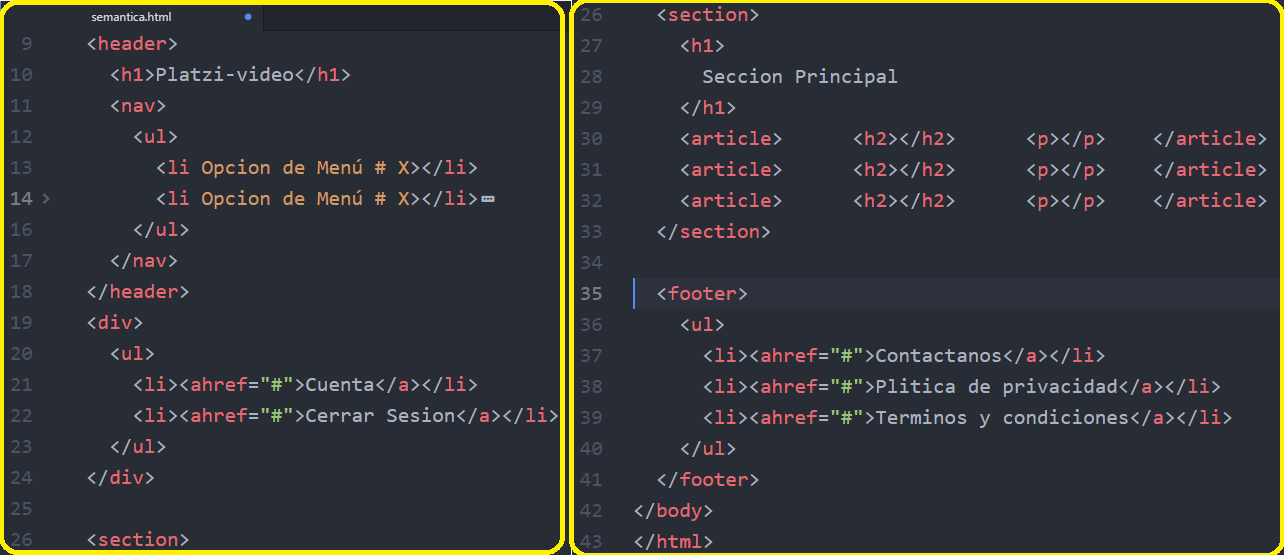 semantica.html
9 <header>
10 <h1>Platzi-video</h1>
11 <nav>
12 <ul>
13 <li Opcion de Menú # X></li>
14 <li Opcion de Menú # X></li>
16 </ul>
17 </nav>
18 </header>
19 <div>
20 <ul>
21 <li><ahref="#">Cuenta</a></li>
22 <li><ahref="#">Cerrar Sesion</a></li>
23 </ul>
24 </div>
25
26 <section>
26 <section>
27 <h1>
28 Seccion Principal
29 </h1>
30 <article> <h2></h2> <p></p> </article>
31 <article> <h2></h2> <p></p> </article>
32 <article> <h2></h2> <p></p> </article>
33 </section>
34
35 <footer>
36 <ul>
37 <li><ahref="#">Contactanos</a></li>
38 <li><ahref="#">Plitica de privacidad</a></li>
39 <li><ahref="#">Terminos y condiciones</a></li>
40 </ul>
41 </footer>
42 </body>
43 </html>